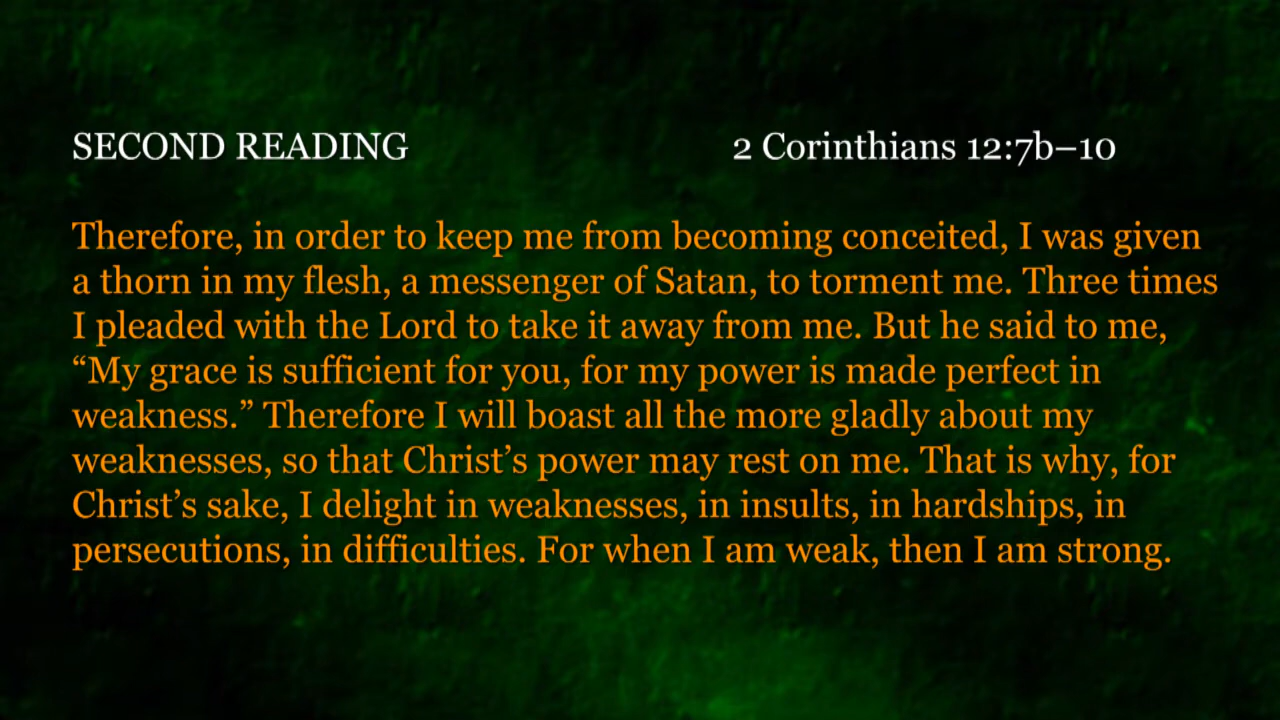 SECOND READING 2 Corinthians 12:7b–10
Therefore, in order to keep me from becoming conceited, I was given
a thorn in my flesh, a messenger of Satan, to torment me. Three times
I pleaded with the Lord to take it away from me. But he said to me,
“My grace is sufficient for you, for my power is made perfect in
weakness.” Therefore I will boast all the more gladly about my
weaknesses, so that Christ’s power may rest on me. That is why, for
Christ’s sake, I delight in weaknesses, in insults, in hardships, in
persecutions, in difficulties. For when I am weak, then I am strong.